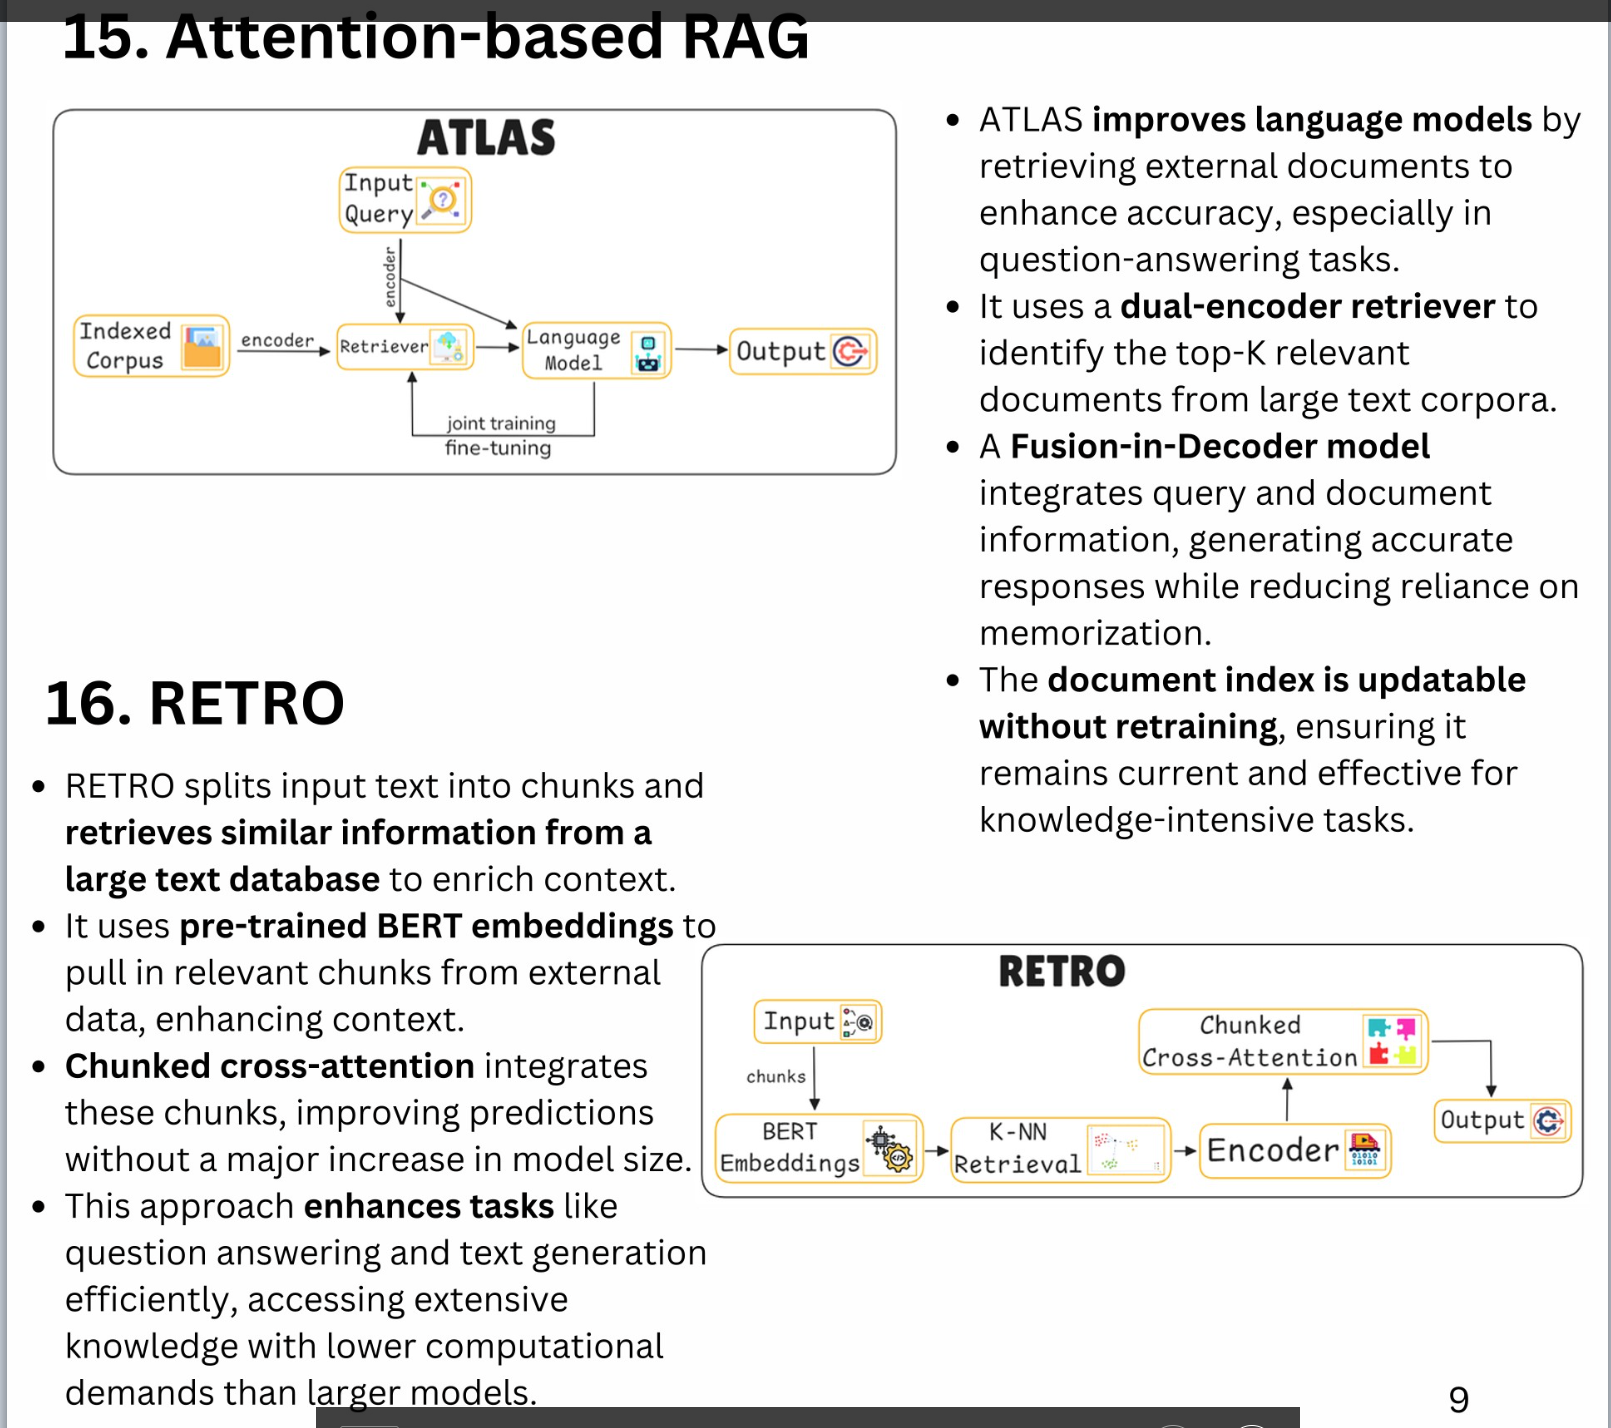 15. Attention-based RAG
ATLAS
Input
Query
encoder
Indexed
Corpus
encoder
Retriever
Language
Model
Output
joint training
fine-tuning
• ATLAS improves language models by
retrieving external documents to
enhance accuracy, especially in
question-answering tasks.
• It uses a dual-encoder retriever to
identify the top-K relevant
documents from large text corpora.
• A Fusion-in-Decoder model
integrates query and document
information, generating accurate
responses while reducing reliance on
memorization.
• The document index is updatable
without retraining, ensuring it
remains current and effective for
knowledge-intensive tasks.
16. RETRO
• RETRO splits input text into chunks and
retrieves similar information from a
large text database to enrich context.
• It uses pre-trained BERT embeddings to
pull in relevant chunks from external
data, enhancing context.
• Chunked cross-attention integrates
these chunks, improving predictions
without a major increase in model size.
• This approach enhances tasks like
question answering and text generation
efficiently, accessing extensive
knowledge with lower computational
demands than larger models.
RETRO
Input
chunks
BERT
Embeddings
K-NN
Retrieval
Encoder
Chunked
Cross-Attention
Output
9